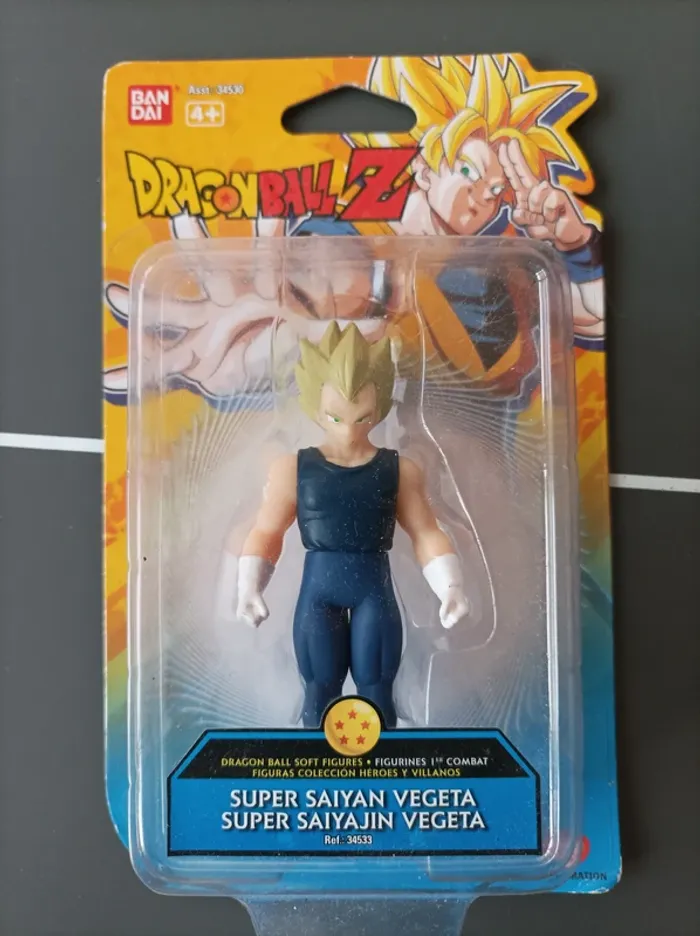 BAN
DAI
Asst.: 34530
4+
DRAGON BALL Z
DRAGON BALL SOFT FIGURES • FIGURINES 1ER COMBAT
FIGURAS COLECCIÓN HÉROES Y VILLANOS
SUPER SAIYAN VEGETA
SUPER SAIYAJIN VEGETA
Ref.: 34533